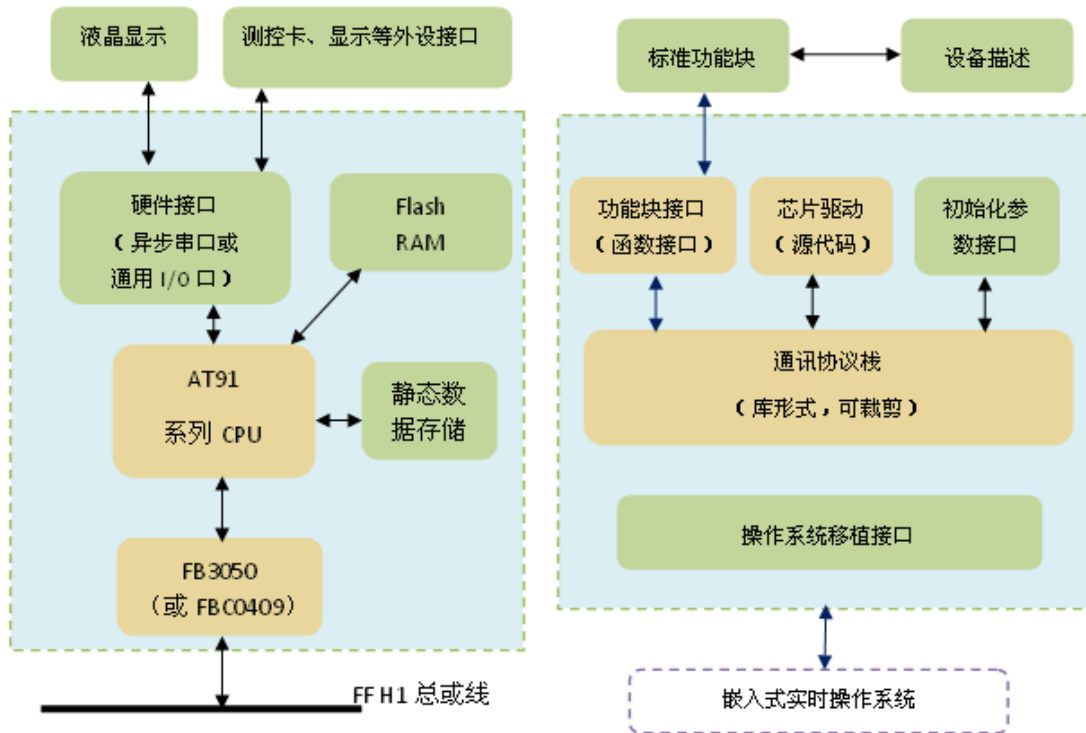 液晶显示
测控卡、显示等外设接口
硬件接口
（异步串口或
通用 I/O 口）
Flash
RAM
AT91
系列 CPU
静态数
据存储
FB3050
（或 FBC0409）
FF H1 总或线
标准功能块
设备描述
功能块接口
（函数接口）
芯片驱动
（源代码）
初始化参
数接口
通讯协议栈
（库形式，可裁剪）
操作系统移植接口
嵌入式实时操作系统